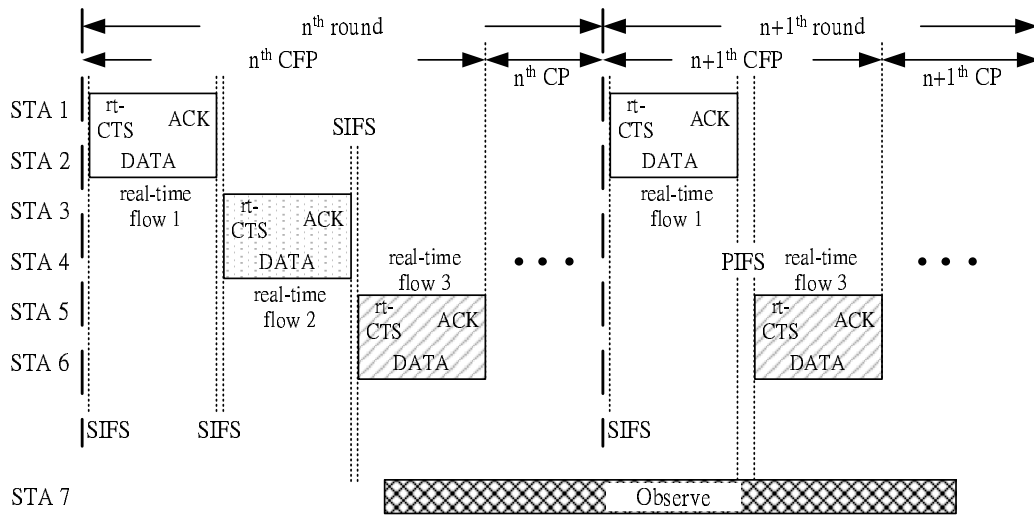 nth round
n+1th round
nth CFP
nth CP
n+1th CFP
n+1th CP
STA 1
rt-
CTS
ACK
SIFS
rt-
CTS
ACK
STA 2
DATA
DATA
STA 3
real-time
flow 1
rt-
CTS
ACK
real-time
flow 1
STA 4
DATA
real-time
flow 3
• • •
PIFS
real-time
flow 3
• • •
STA 5
real-time
flow 2
rt-
CTS
ACK
rt-
CTS
ACK
STA 6
DATA
DATA
SIFS
SIFS
SIFS
STA 7
Observe